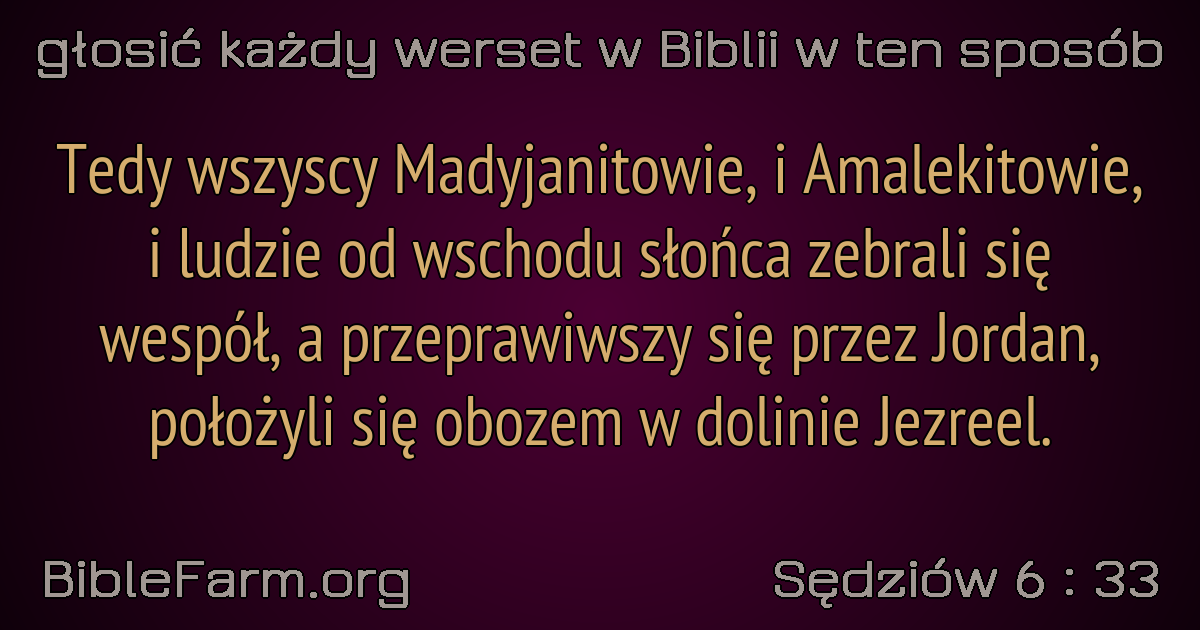 głosić każdy werset w Biblii w ten sposób
Tedy wszyscy Madyjanitowie, i Amalekitowie,
i ludzie od wschodu słońca zebrali się
wespół, a przeprawiwszy się przez Jordan,
położyli się obozem w dolinie Jezreel.
BibleFarm.org
Sędziów 6 : 33